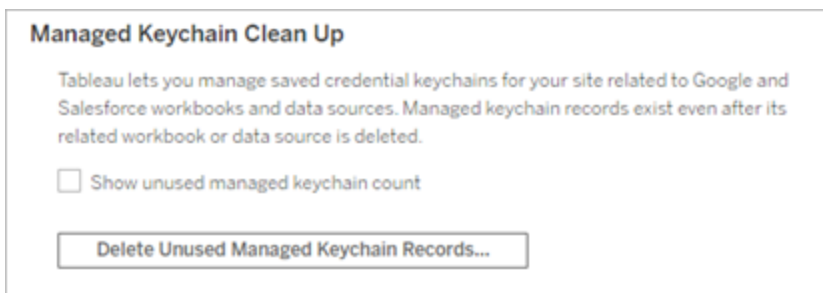 Managed Keychain Clean Up
Tableau lets you manage saved credential keychains for your site related to Google and
Salesforce workbooks and data sources. Managed keychain records exist even after its
related workbook or data source is deleted.
Show unused managed keychain count
Delete Unused Managed Keychain Records...